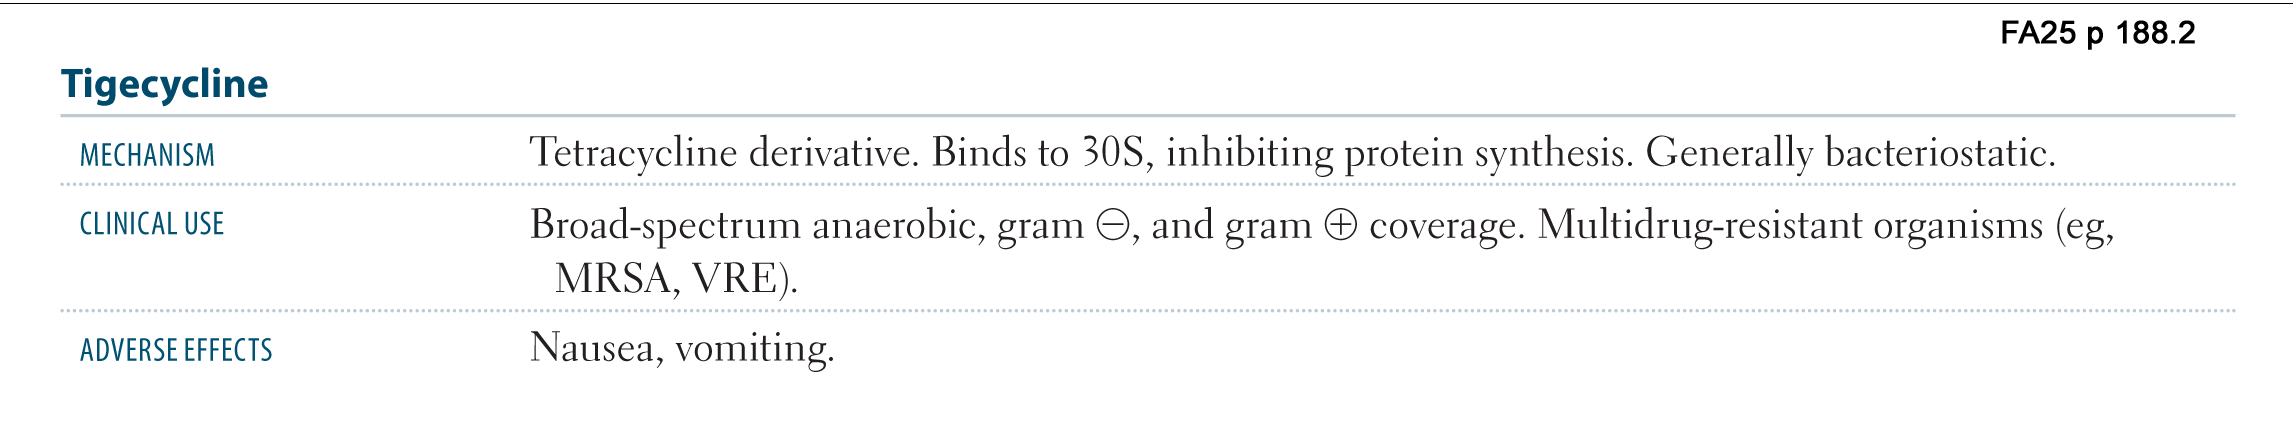 FA25 p 188.2
Tigecycline
MECHANISM Tetracycline derivative. Binds to 30S, inhibiting protein synthesis. Generally bacteriostatic.
CLINICAL USE Broad-spectrum anaerobic, gram ⊖, and gram ⊕ coverage. Multidrug-resistant organisms (eg,
MRSA, VRE).
ADVERSE EFFECTS Nausea, vomiting.